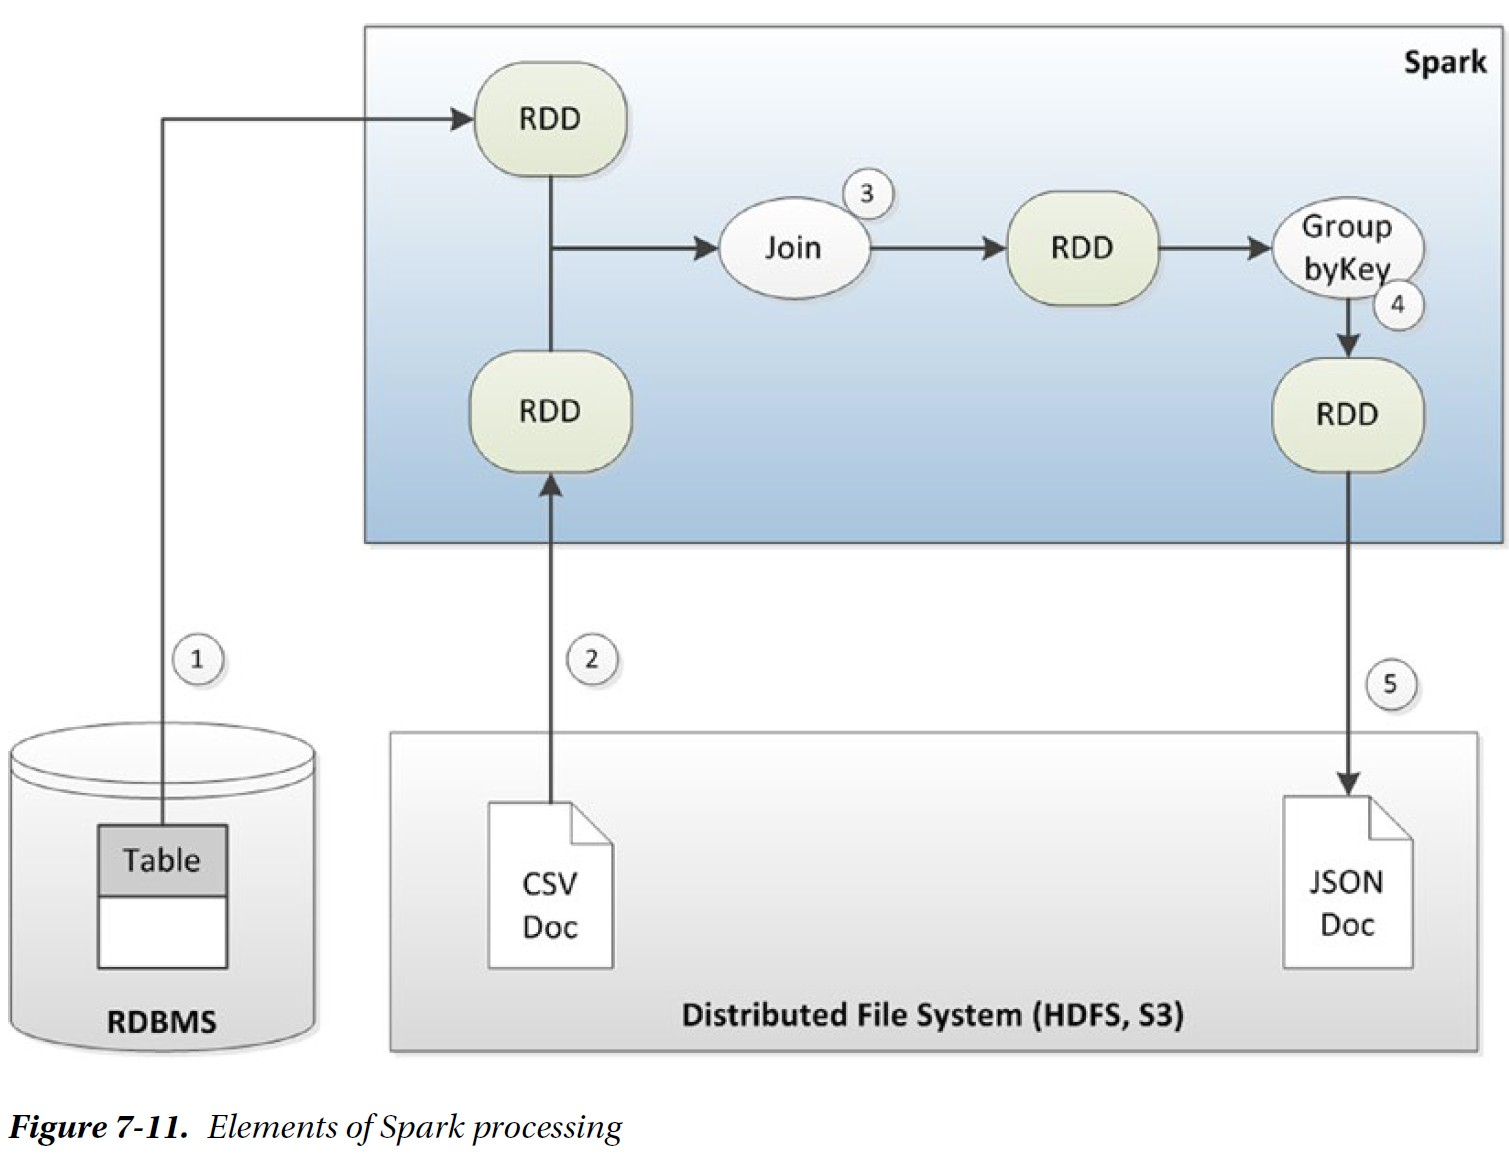 Spark
RDD
3
Join
RDD
Group
byKey
4
RDD
RDD
1
2
5
Table
CSV
Doc
JSON
Doc
RDBMS
Distributed File System (HDFS, S3)
Figure 7-11. Elements of Spark processing